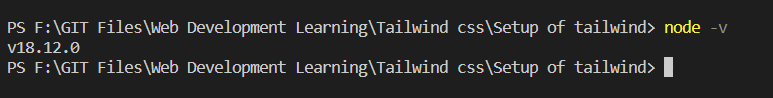 PS F:\GIT Files\Web Development Learning\Tailwind css\Setup of tailwind> node -v
v18.12.0
PS F:\GIT Files\Web Development Learning\Tailwind css\Setup of tailwind>